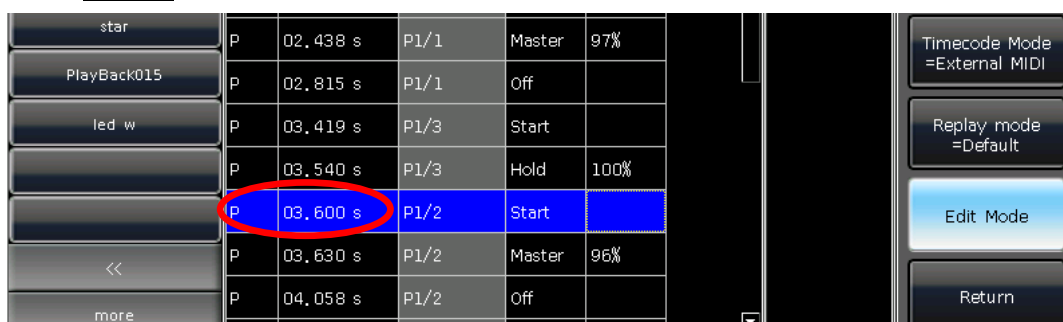 star
PlayBack015
led w
<<
more
P 02.438 s P1/1 Master 97%
P 02.815 s P1/1 Off
P 03.419 s P1/3 Start
P 03.540 s P1/3 Hold 100%
P 03.600 s P1/2 Start
P 03.630 s P1/2 Master 96%
P 04.058 s P1/2 Off
Timecode Mode
=External MIDI
Replay mode
=Default
Edit Mode
Return